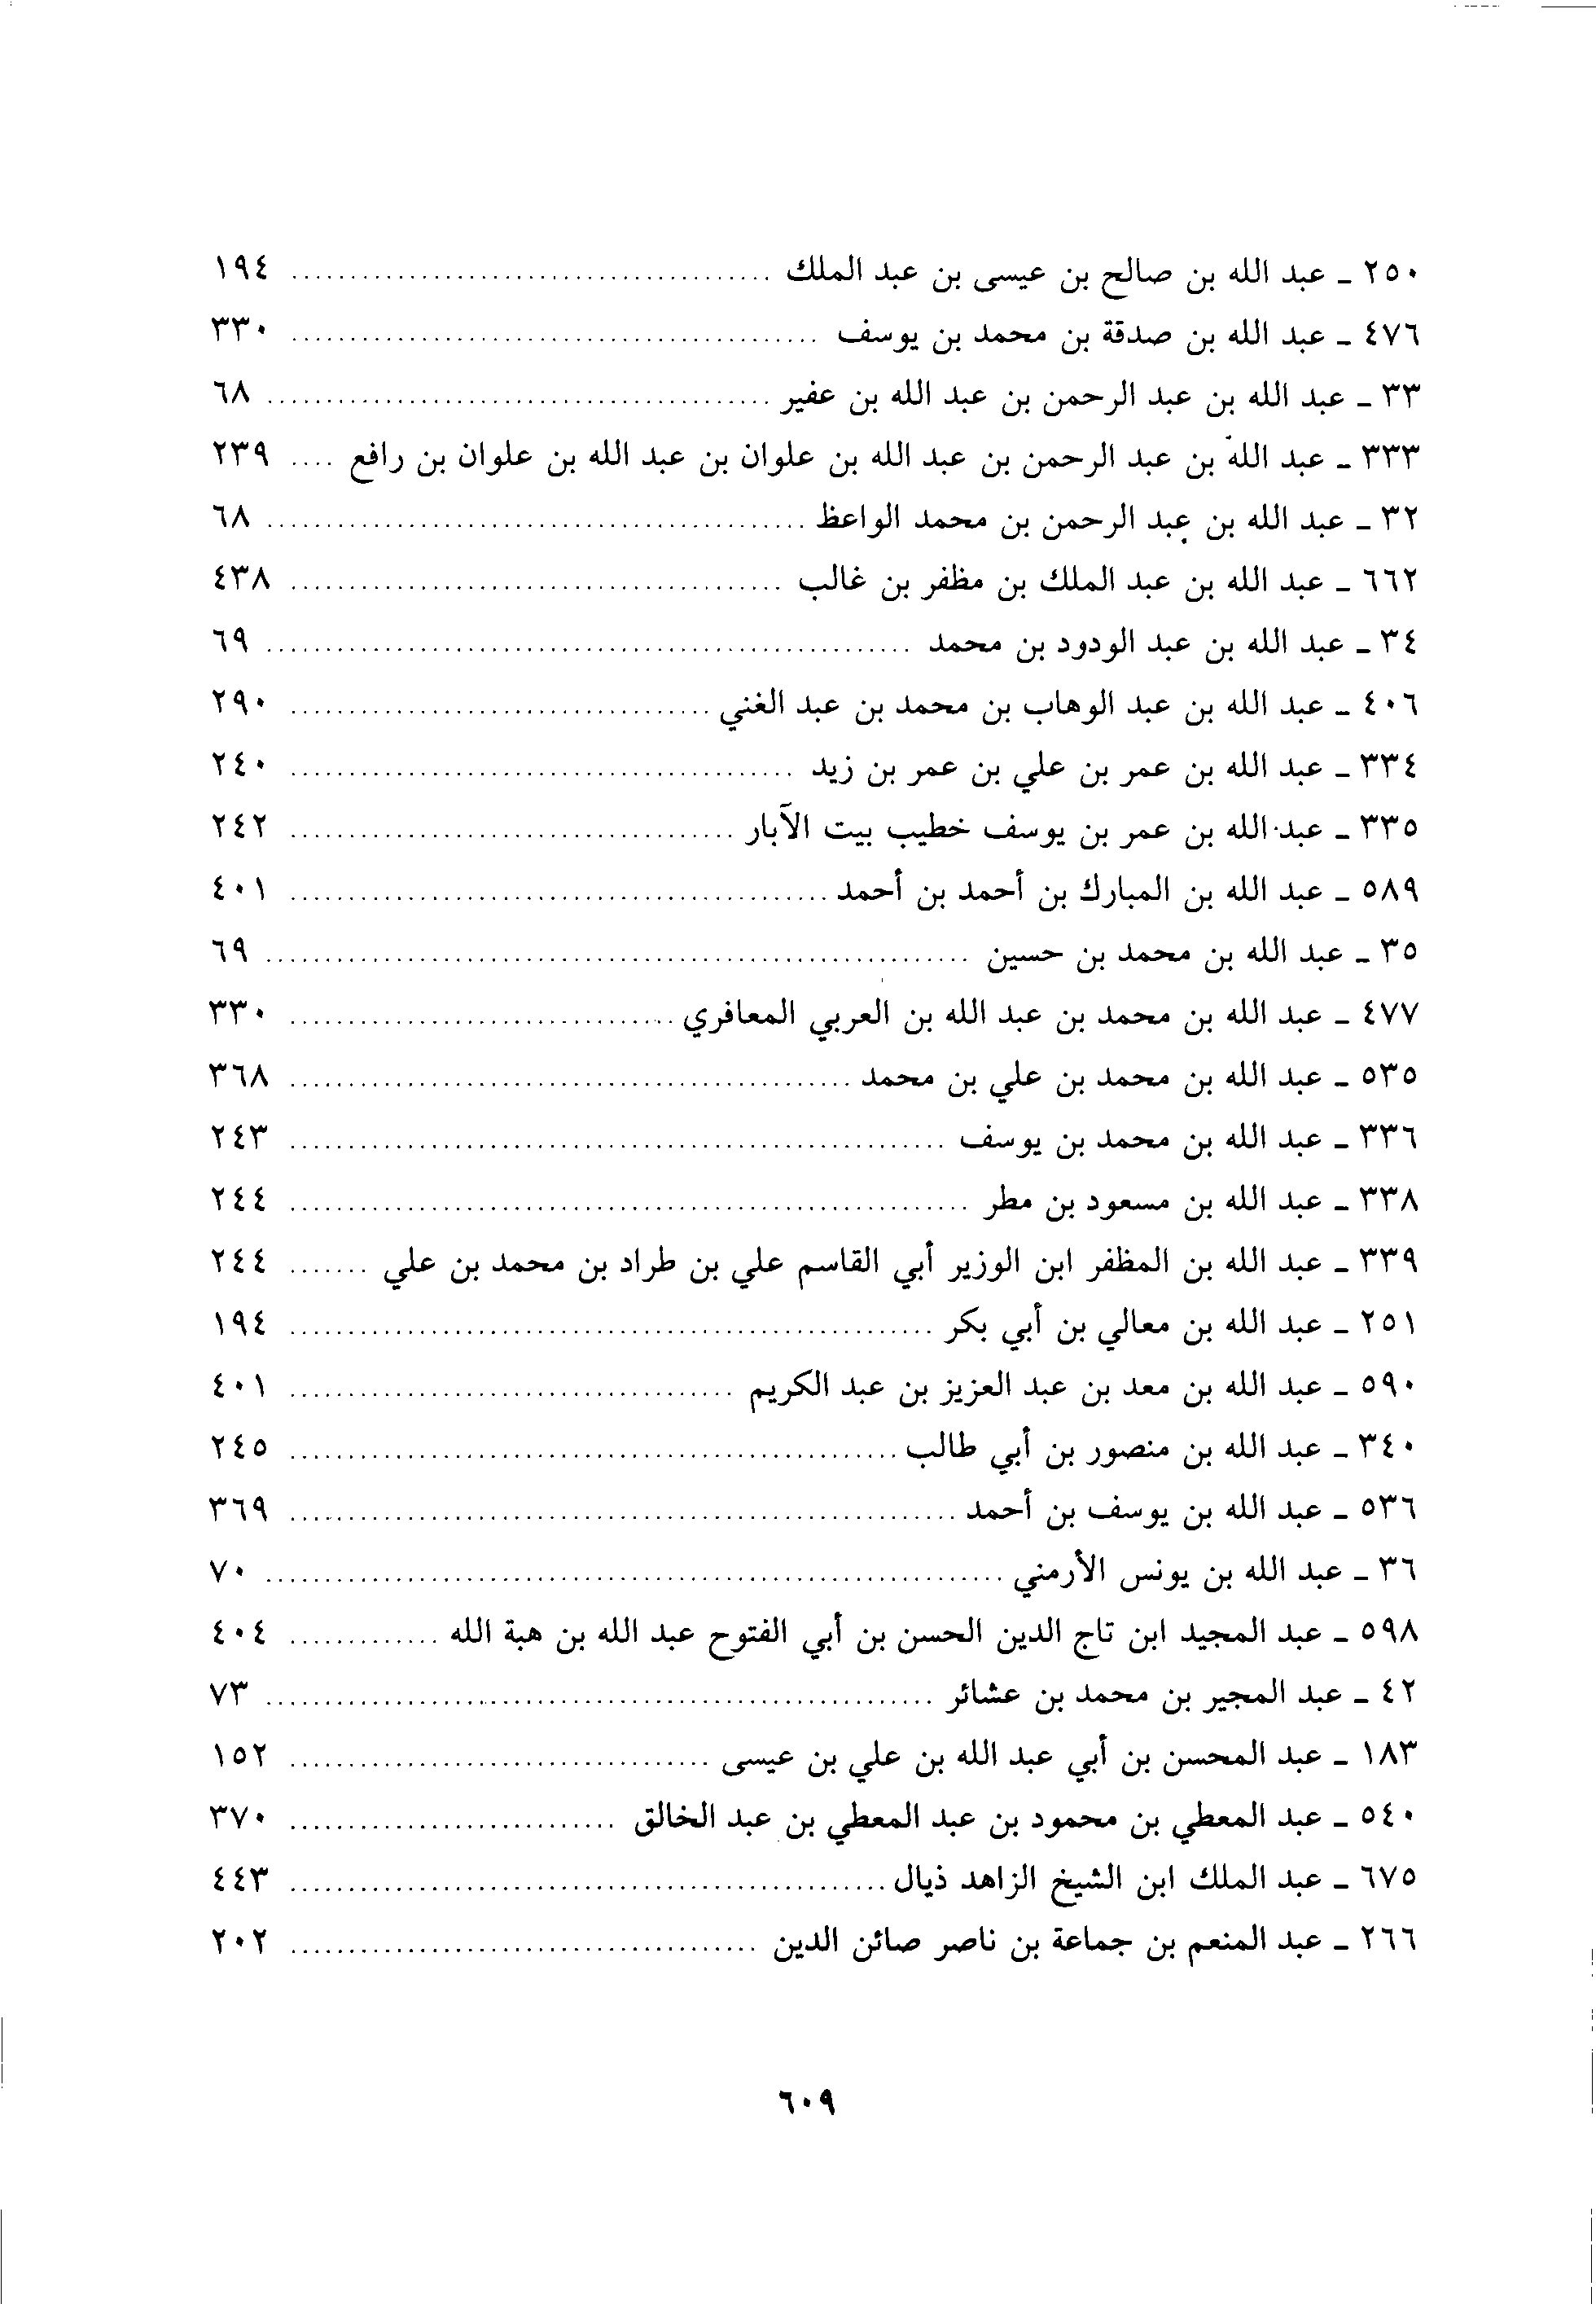 ٢٥٠ ـ عبد الله بن صالح بن عيسى بن عبد الملك ........ ١٩٤
٤٧٦ ـ عبد الله بن صدقة بن محمد بن يوسف ........ ٣٣٠
٣٣ ـ عبد الله بن عبد الرحمن بن عبد الله بن عفير ........ ٦٨
٣٣٣ ـ عبد الله بن عبد الرحمن بن عبد الله بن علوان بن عبد الله بن علوان بن رافع .... ٢٣٩
٣٢ ـ عبد الله بن عبد الرحمن بن محمد الواعظ ........ ٦٨
٦٦٢ ـ عبد الله بن عبد الملك بن مظفر بن غالب ........ ٤٣٨
٣٤ ـ عبد الله بن عبد الودود بن محمد ........ ٦٩
٤٠٦ ـ عبد الله بن عبد الوهاب بن محمد بن عبد الغني ........ ٢٩٠
٣٣٤ ـ عبد الله بن عمر بن علي بن عمر بن زيد ........ ٢٤٠
٣٣٥ ـ عبد الله بن عمر بن يوسف خطيب بيت الآبار ........ ٢٤٢
٥٨٩ ـ عبد الله بن المبارك بن أحمد بن أحمد ........ ٤٠١
٣٥ ـ عبد الله بن محمد بن حسين ........ ٦٩
٤٧٧ ـ عبد الله بن محمد بن عبد الله بن العربي المعافري ........ ٣٣٠
٥٣٥ ـ عبد الله بن محمد بن علي بن محمد ........ ٣٦٨
٣٣٦ ـ عبد الله بن محمد بن يوسف ........ ٢٤٣
٣٣٨ ـ عبد الله بن مسعود بن مطر ........ ٢٤٤
٣٣٩ ـ عبد الله بن المظفر ابن الوزير أبي القاسم علي بن طراد بن محمد بن علي ....... ٢٤٤
٢٥١ ـ عبد الله بن معالي بن أبي بكر ........ ١٩٤
٥٩٠ ـ عبد الله بن معد بن عبد العزيز بن عبد الكريم ........ ٤٠١
٣٤٠ ـ عبد الله بن منصور بن أبي طالب ........ ٢٤٥
٥٣٦ ـ عبد الله بن يوسف بن أحمد ........ ٣٦٩
٣٦ ـ عبد الله بن يونس الأرمني ........ ٧٠
٥٩٨ ـ عبد المجيد ابن تاج الدين الحسن بن أبي الفتوح عبد الله بن هبة الله ........ ٤٠٤
٤٢ ـ عبد المجير بن محمد بن عشائر ........ ٧٣
١٨٣ ـ عبد المحسن بن أبي عبد الله بن علي بن عيسى ........ ١٥٢
٥٤٠ ـ عبد المعطي بن محمود بن عبد المعطي بن عبد الخالق ........ ٣٧٠
٦٧٥ ـ عبد الملك ابن الشيخ الزاهد ذيال ........ ٤٤٣
٢٦٦ ـ عبد المنعم بن جماعة بن ناصر صائن الدين ........ ٢٠٢
٦٠٩